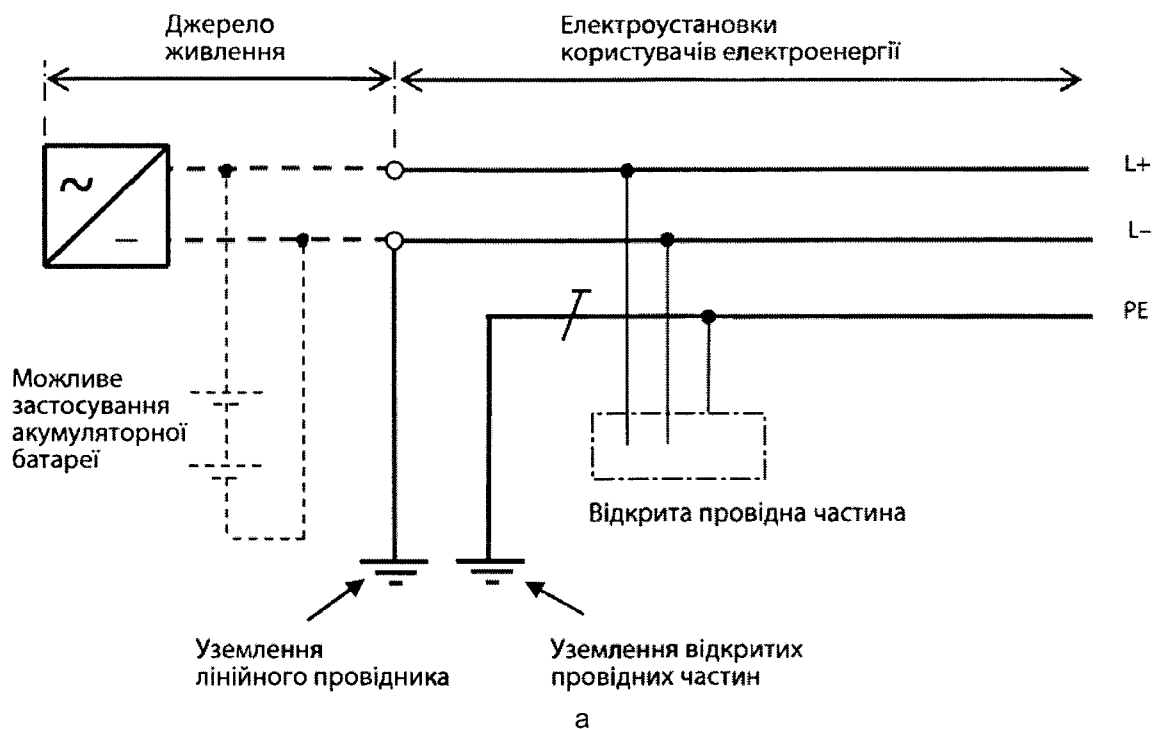 Джерело
живлення
Електроустановки
користувачів електроенергії
~
–
L+
L–
PE
Можливе
застосування
акумуляторної
батареї
Відкрита провідна частина
Уземлення
лінійного провідника
Уземлення відкритих
провідних частин
а